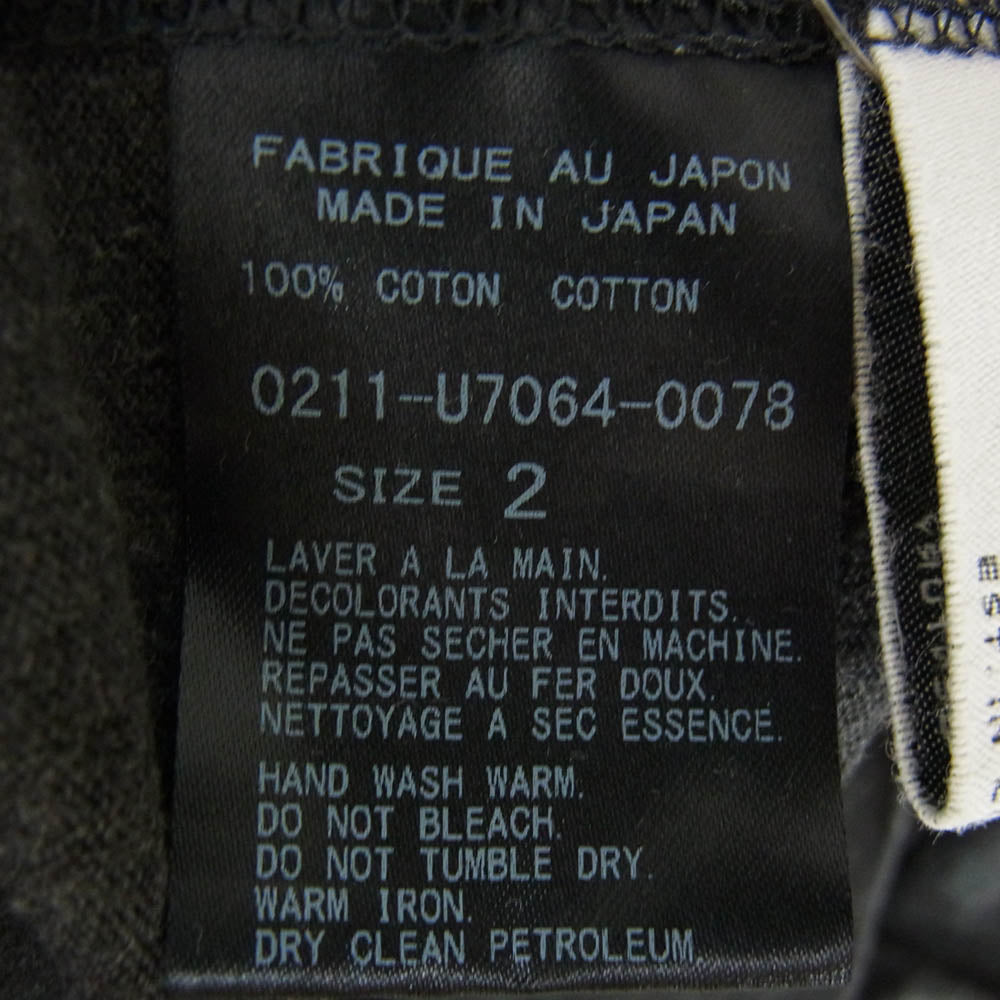 FABRIQUE AU JAPON
MADE IN JAPAN
100% COTON COTTON
0211-U7064-0078
SIZE 2
LAVER A LA MAIN.
DECOLORANTS INTERDITS.
NE PAS SECHER EN MACHINE.
REPASSER AU FER DOUX.
NETTOYAGE A SEC ESSENCE.
HAND WASH WARM.
DO NOT BLEACH.
DO NOT TUMBLE DRY.
WARM IRON.
DRY CLEAN PETROLEUM.